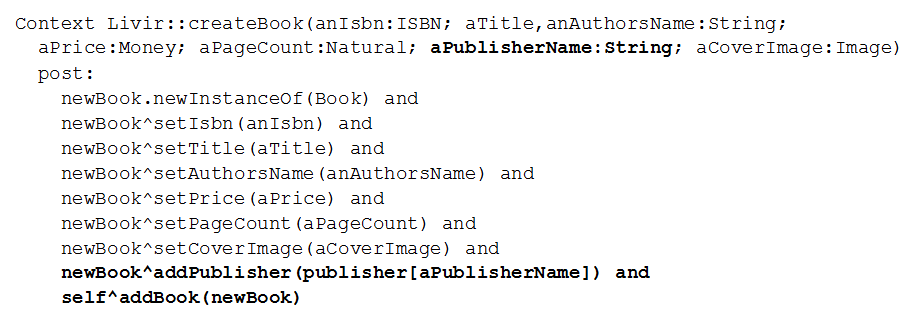 Context Livir::createBook(anIsbn:ISBN; aTitle,anAuthorsName:String;
aPrice:Money; aPageCount:Natural; aPublisherName:String; aCoverImage:Image)
post:
newBook.newInstanceOf(Book) and
newBook^setIsbn(anIsbn) and
newBook^setTitle(aTitle) and
newBook^setAuthorsName(anAuthorsName) and
newBook^setPrice(aPrice) and
newBook^setPageCount(aPageCount) and
newBook^setCoverImage(aCoverImage) and
newBook^addPublisher(publisher[aPublisherName]) and
self^addBook(newBook)